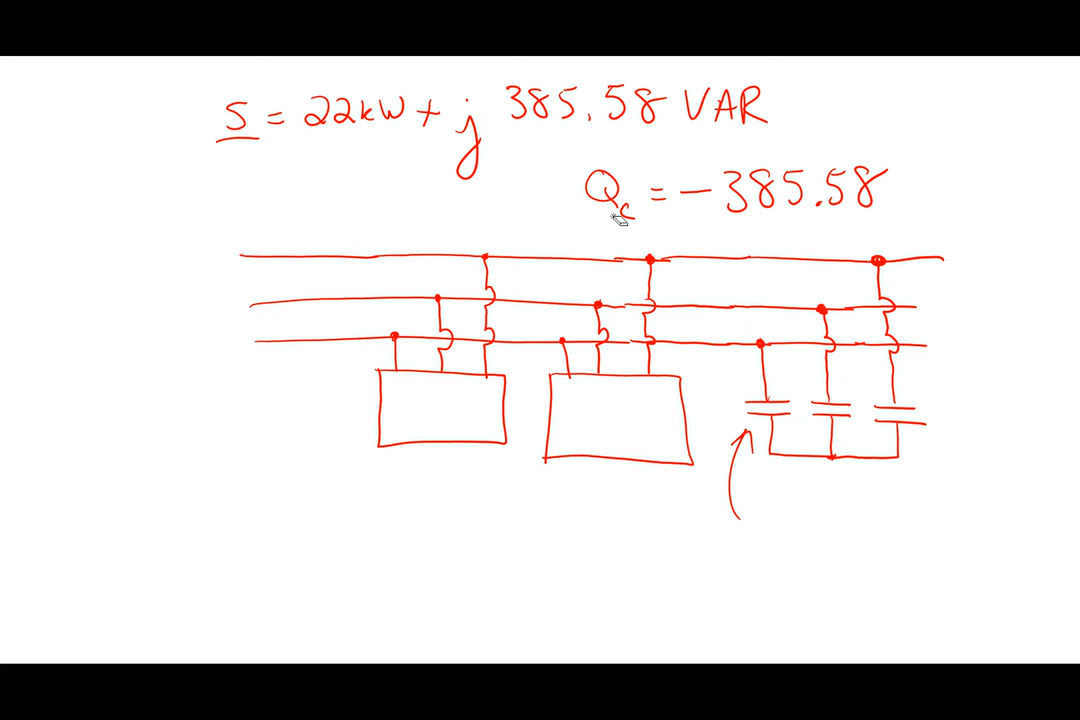 S = 22kW + j 385.58 VAR
Qc = -385.58